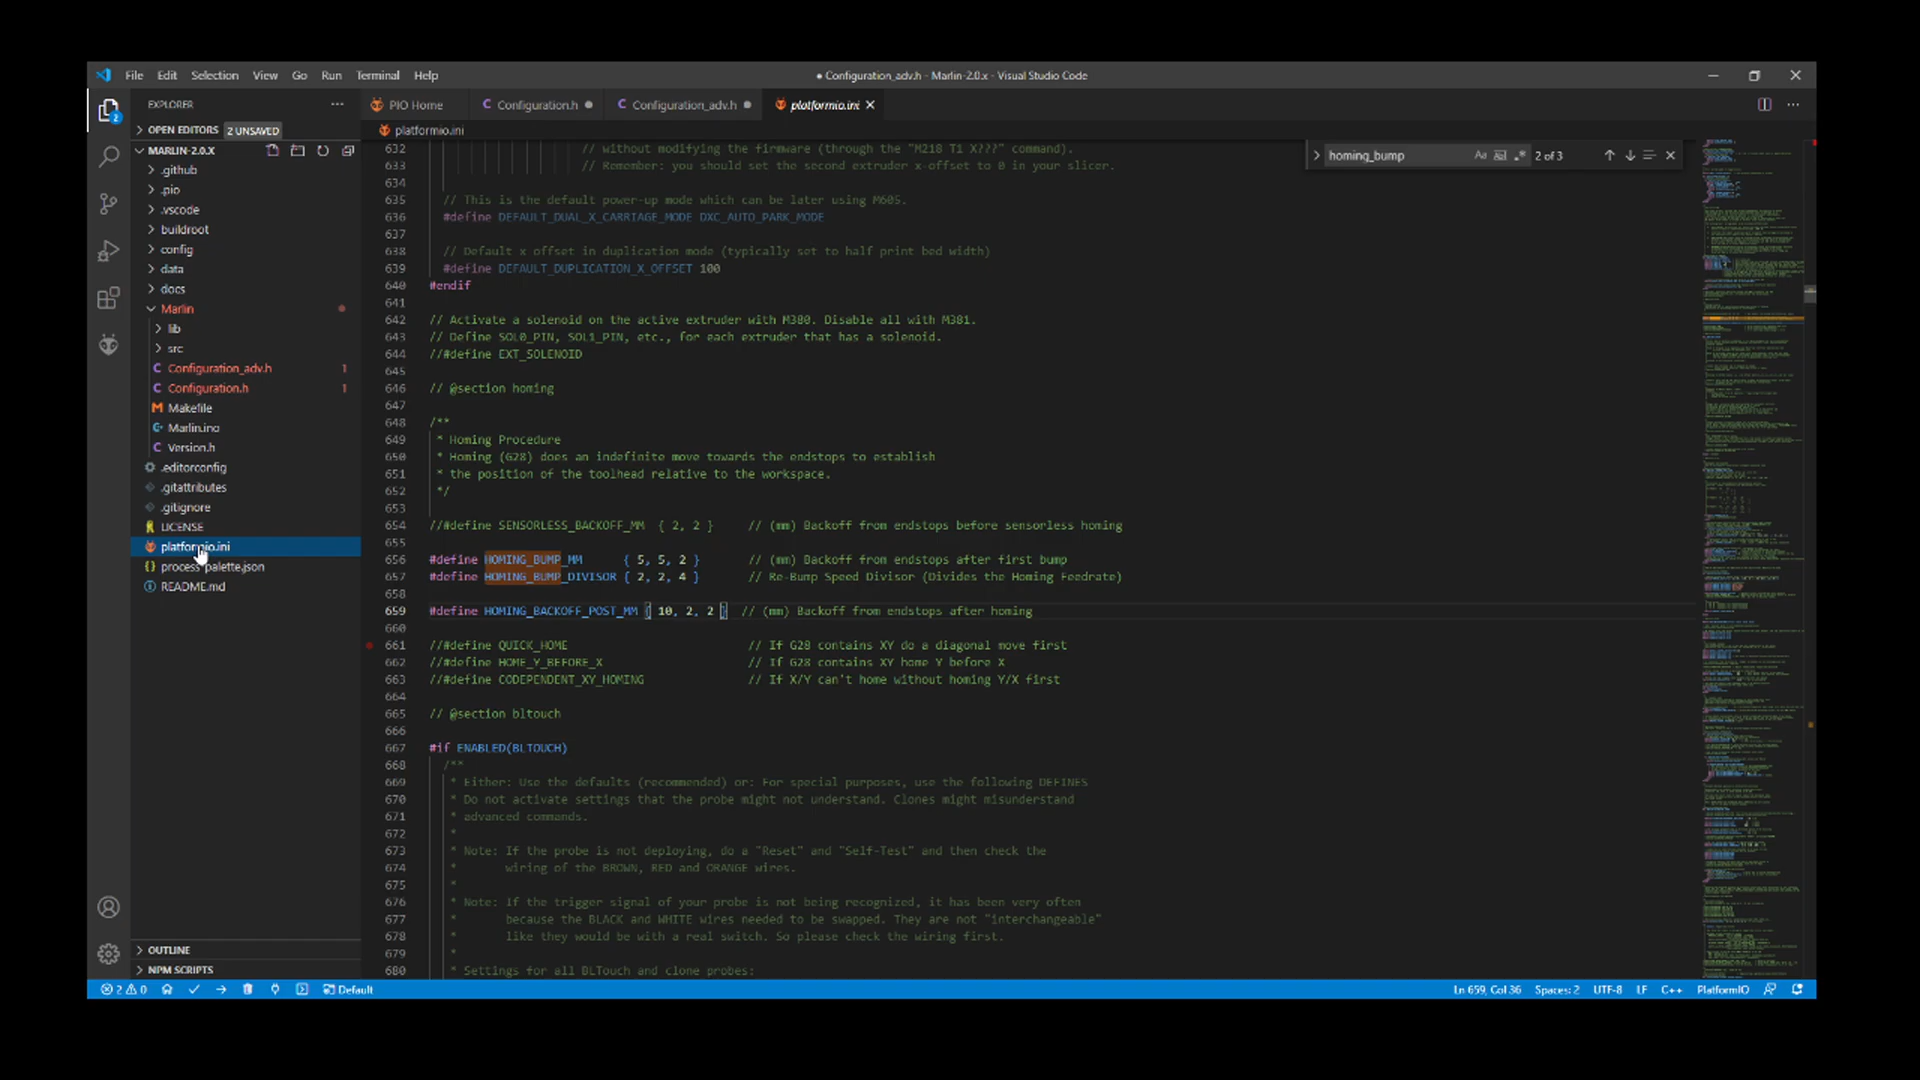 File Edit Selection View Go Run Terminal Help
● Configuration_adv.h - Marlin-2.0.x - Visual Studio Code
EXPLORER
PIO Home
Configuration.h
Configuration_adv.h
platformio.ini
OPEN EDITORS 2 UNSAVED
platformio.ini
MARLIN-2.0.X
.github
.pio
.vscode
buildroot
config
data
docs
Marlin
lib
src
Configuration_adv.h 1
Configuration.h 1
Makefile
Marlin.ino
Version.h
.editorconfig
.gitattributes
.gitignore
LICENSE
platformio.ini
process-palette.json
README.md
OUTLINE
NPM SCRIPTS
homing_bump
2 of 3
632 // without modifying the firmware (through the "M218 T1 X???" command).
633 // Remember: you should set the second extruder x-offset to 0 in your slicer.
634
635 // This is the default power-up mode which can be later using M605.
636 #define DEFAULT_DUAL_X_CARRIAGE_MODE DXC_AUTO_PARK_MODE
637
638 // Default x offset in duplication mode (typically set to half print bed width)
639 #define DEFAULT_DUPLICATION_X_OFFSET 100
640 #endif
641
642 // Activate a solenoid on the active extruder with M380. Disable all with M381.
643 // Define SOL0_PIN, SOL1_PIN, etc., for each extruder that has a solenoid.
644 //#define EXT_SOLENOID
645
646 // @section homing
647
648 /**
649 * Homing Procedure
650 * Homing (G28) does an indefinite move towards the endstops to establish
651 * the position of the toolhead relative to the workspace.
652 */
653
654 //#define SENSORLESS_BACKOFF_MM { 2, 2 } // (mm) Backoff from endstops before sensorless homing
655
656 #define HOMING_BUMP_MM { 5, 5, 2 } // (mm) Backoff from endstops after first bump
657 #define HOMING_BUMP_DIVISOR { 2, 2, 4 } // Re-Bump Speed Divisor (Divides the Homing Feedrate)
658
659 #define HOMING_BACKOFF_POST_MM { 10, 2, 2 } // (mm) Backoff from endstops after homing
660
661 //#define QUICK_HOME // If G28 contains XY do a diagonal move first
662 //#define HOME_Y_BEFORE_X // If G28 contains XY home Y before X
663 //#define CODEPENDENT_XY_HOMING // If X/Y can't home without homing Y/X first
664
665 // @section bltouch
666
667 #if ENABLED(BLTOUCH)
668 /**
669 * Either: Use the defaults (recommended) or: For special purposes, use the following DEFINES
670 * Do not activate settings that the probe might not understand. Clones might misunderstand
671 * advanced commands.
672 *
673 * Note: If the probe is not deploying, do a "Reset" and "Self-Test" and then check the
674 * wiring of the BROWN, RED and ORANGE wires.
675 *
676 * Note: If the trigger signal of your probe is not being recognized, it has been very often
677 * because the BLACK and WHITE wires needed to be swapped. They are not "interchangeable"
678 * like they would be with a real switch. So please check the wiring first.
679 *
680 * Settings for all BLTouch and clone probes:
2 0 Default
Ln 659, Col 36 Spaces: 2 UTF-8 LF C++ PlatformIO